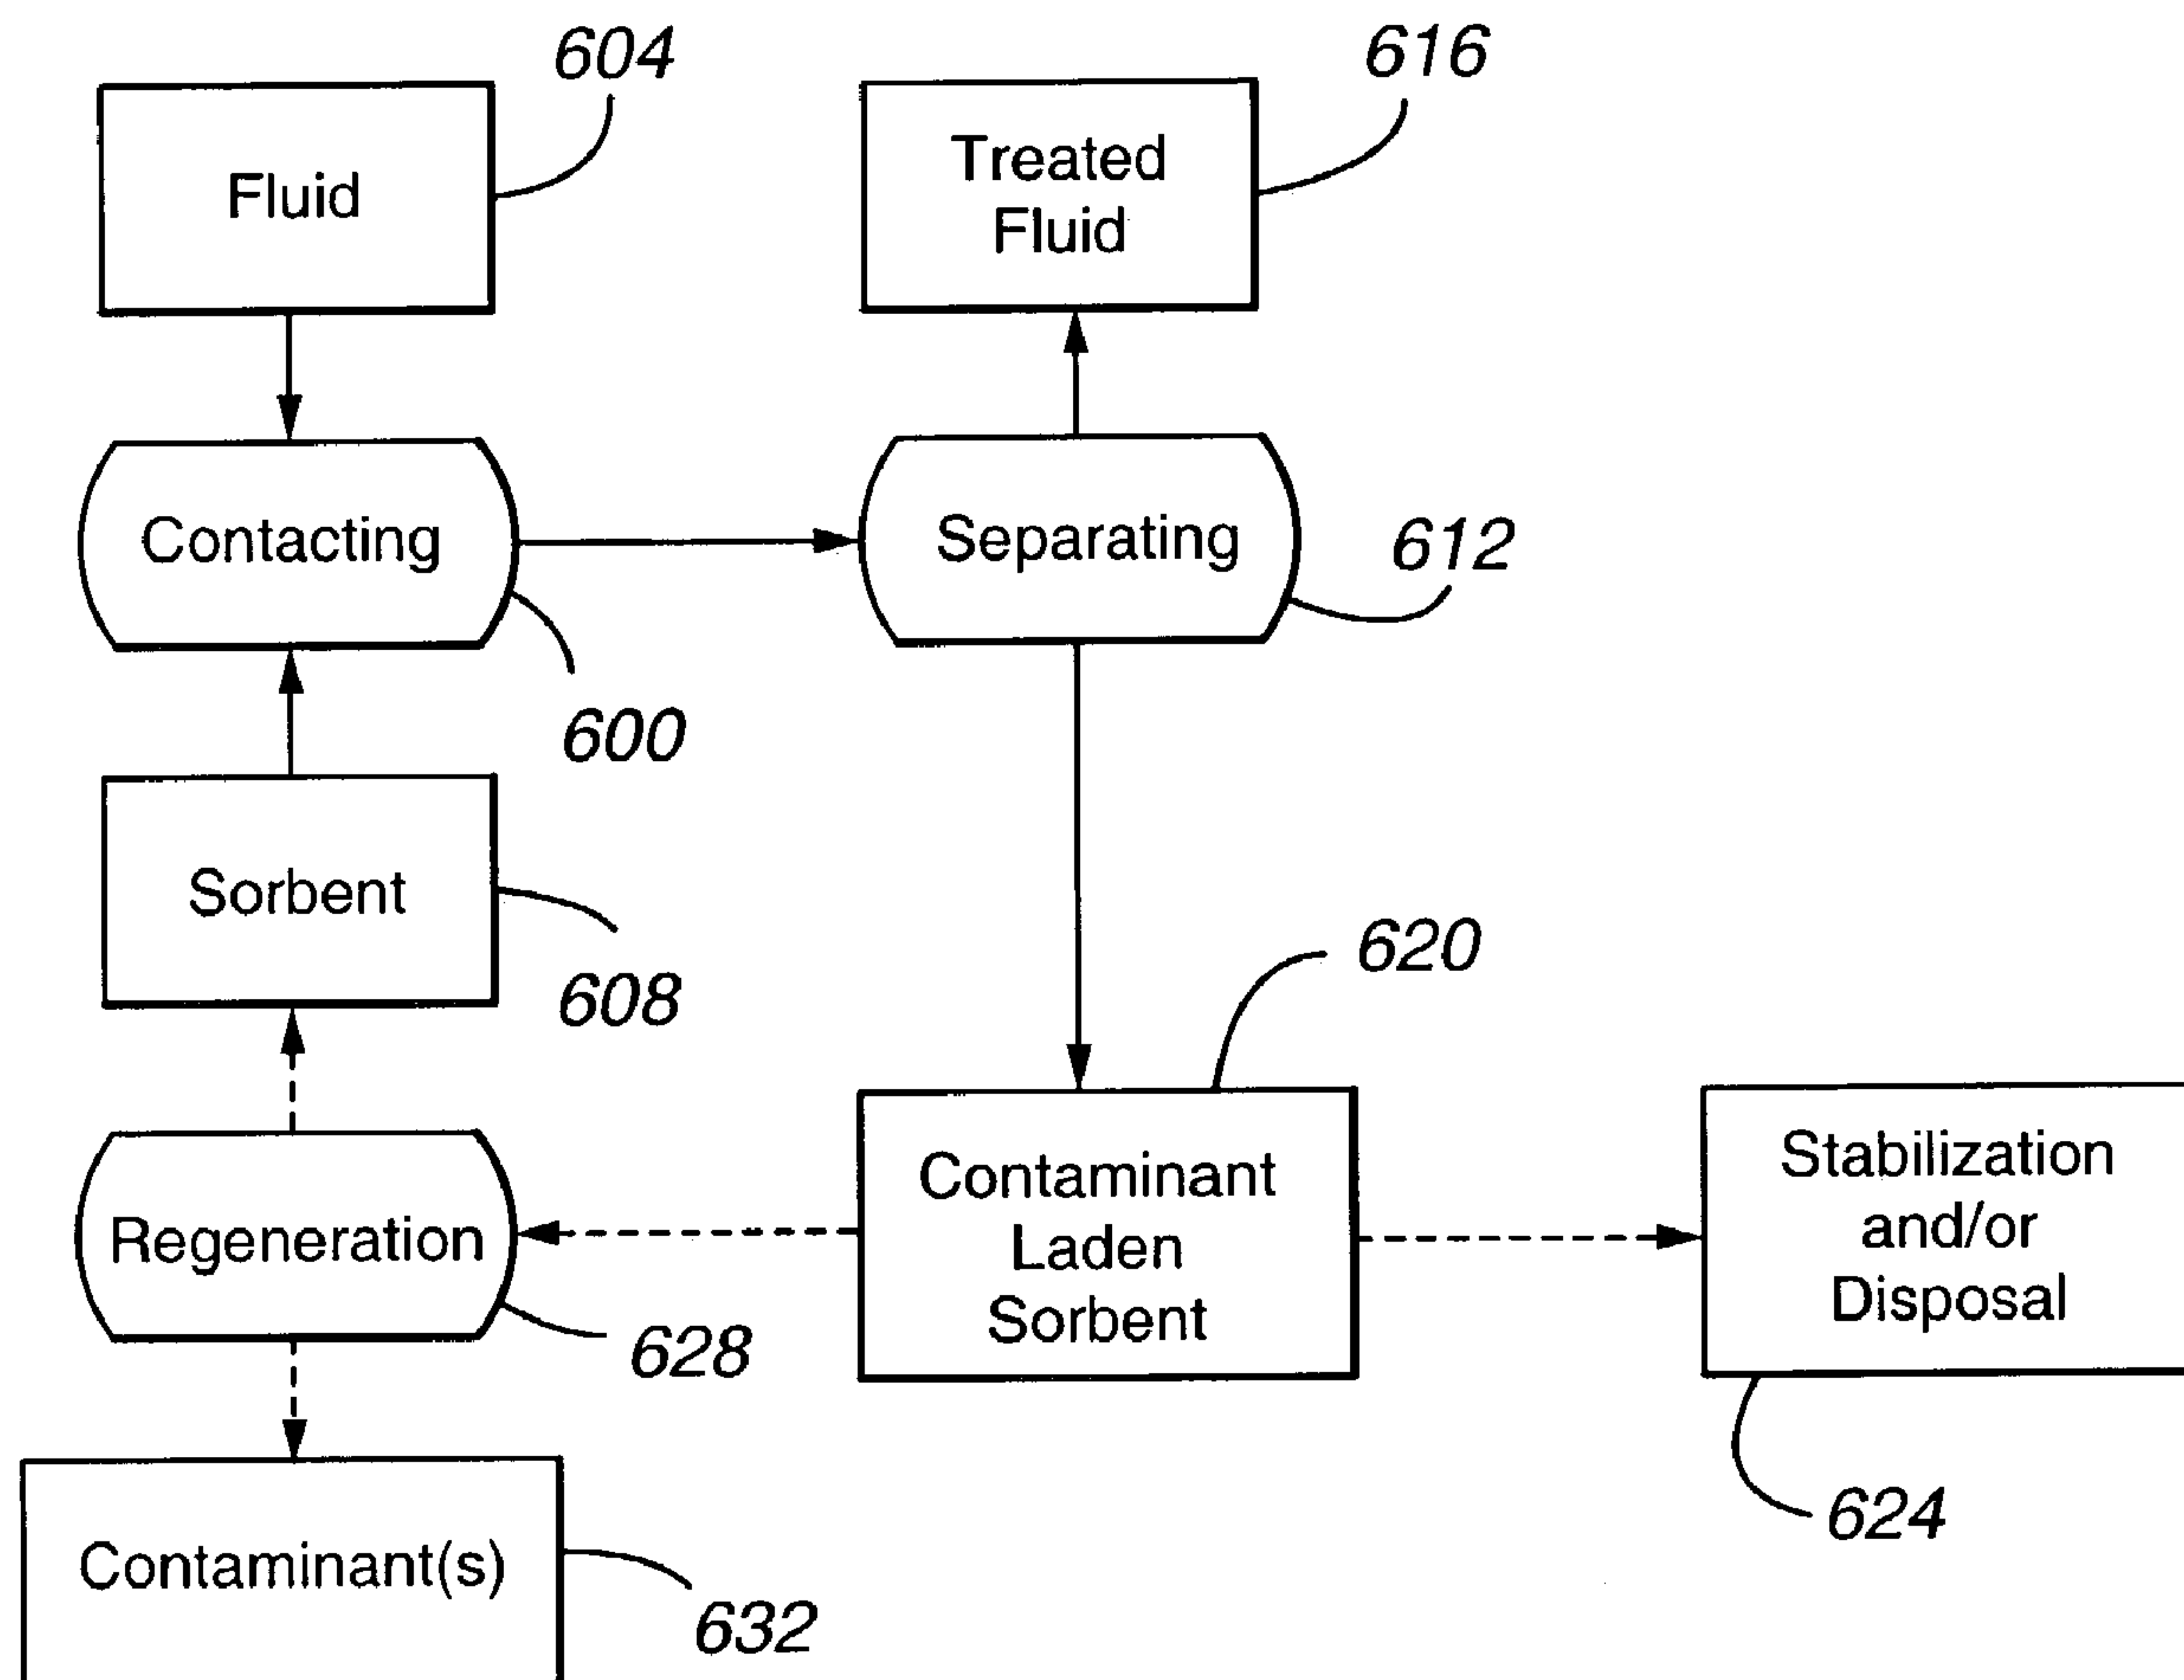 604
616
Fluid
Treated
Fluid
Contacting
Separating
612
600
Sorbent
608
620
Contaminant
Laden
Sorbent
Stabilization
and/or
Disposal
Regeneration
628
624
Contaminant(s)
632